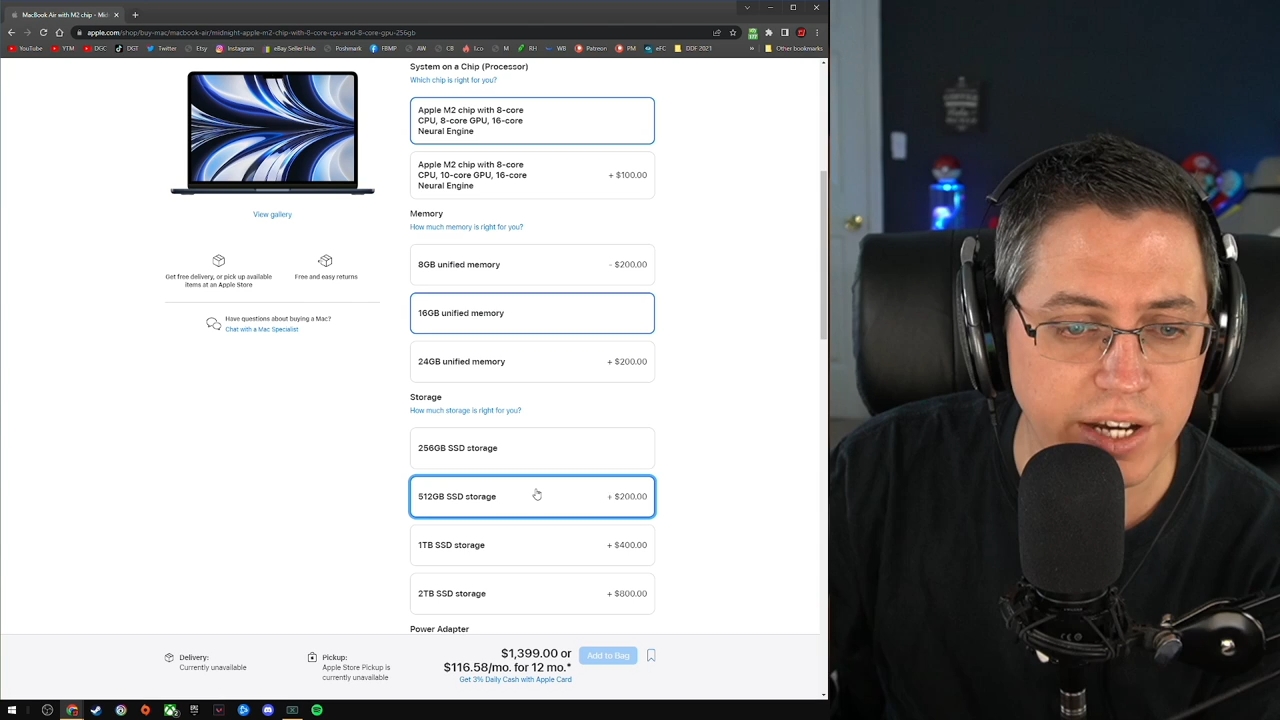 MacBook Air with M2 chip - Mid
apple.com/shop/buy-mac/macbook-air/midnight-apple-m2-chip-with-8-core-cpu-and-8-core-gpu-256gb
YouTube YTM DGC DGT Twitter Etsy Instagram eBay Seller Hub Poshmark FBMP AW CB Lco M RH WB Patreon PM eFC DDF 2021 » Other bookmarks
View gallery
Get free delivery, or pick up available
items at an Apple Store
Free and easy returns
Have questions about buying a Mac?
Chat with a Mac Specialist
System on a Chip (Processor)
Which chip is right for you?
Apple M2 chip with 8-core
CPU, 8-core GPU, 16-core
Neural Engine
Apple M2 chip with 8-core
CPU, 10-core GPU, 16-core
Neural Engine
+ $100.00
Memory
How much memory is right for you?
8GB unified memory - $200.00
16GB unified memory
24GB unified memory + $200.00
Storage
How much storage is right for you?
256GB SSD storage
512GB SSD storage + $200.00
1TB SSD storage + $400.00
2TB SSD storage + $800.00
Power Adapter
Delivery:
Currently unavailable
Pickup:
Apple Store Pickup is
currently unavailable
$1,399.00 or
$116.58/mo. for 12 mo.*
Get 3% Daily Cash with Apple Card
Add to Bag